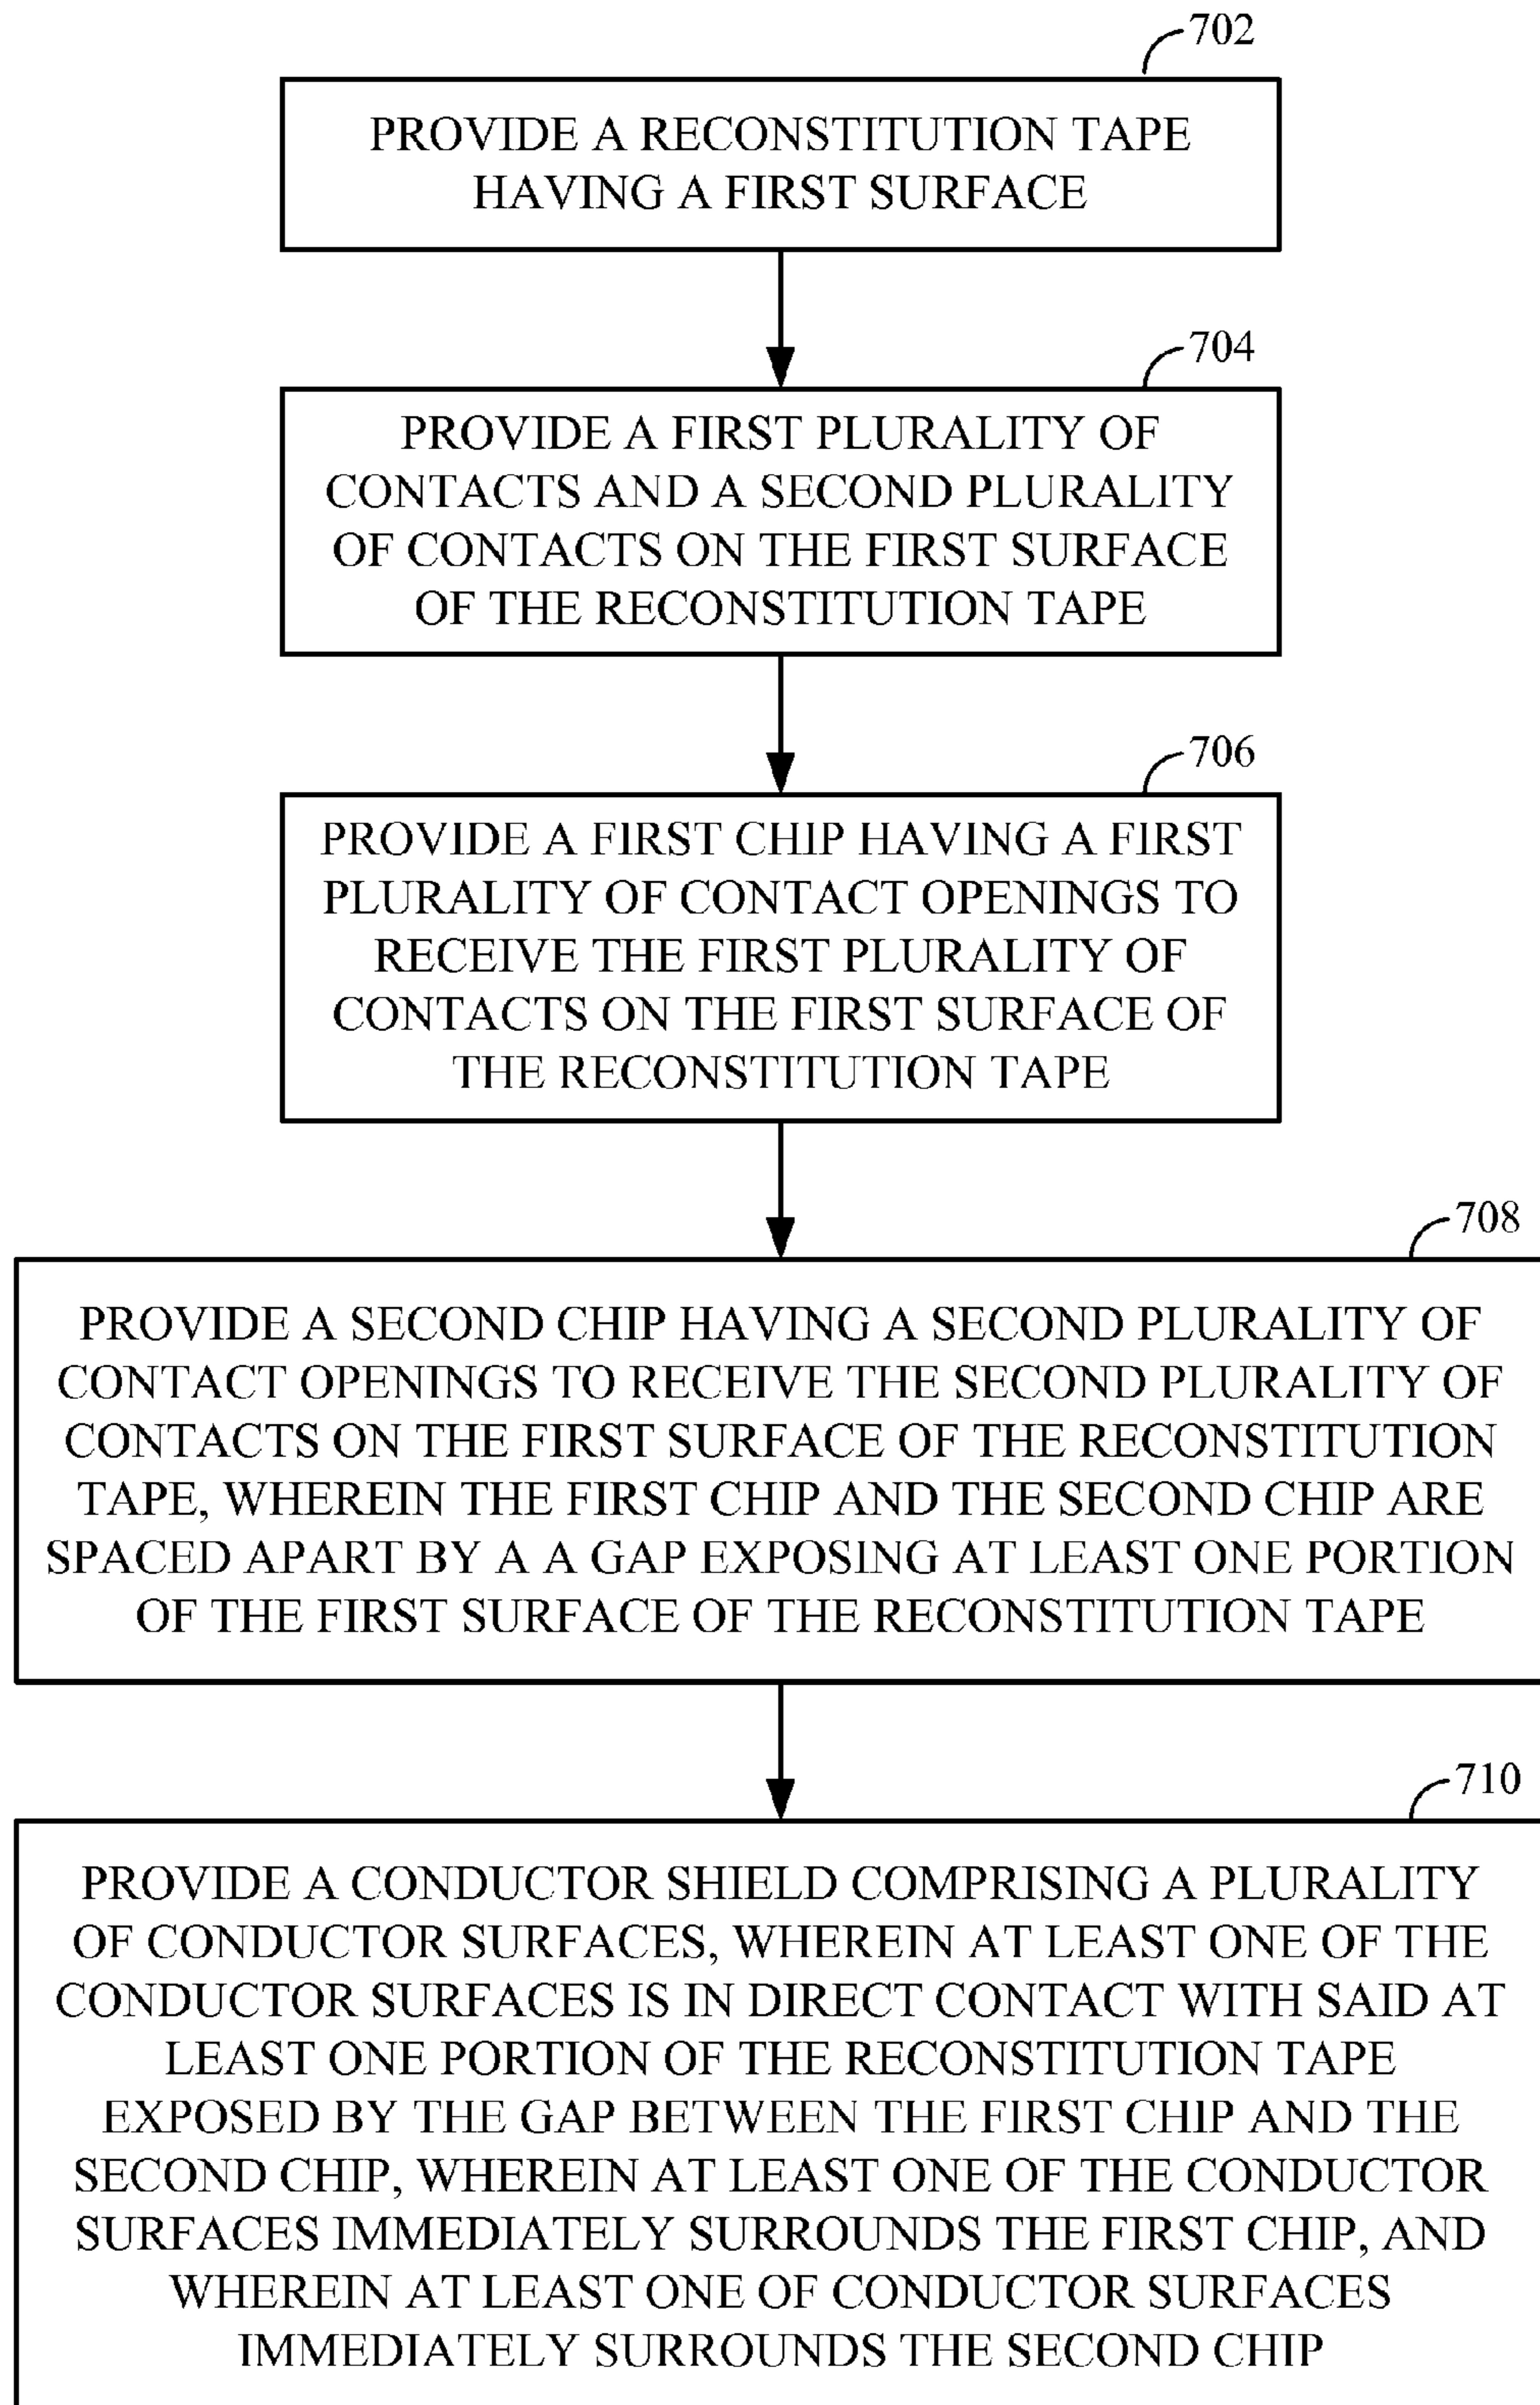 702
PROVIDE A RECONSTITUTION TAPE
HAVING A FIRST SURFACE
704
PROVIDE A FIRST PLURALITY OF
CONTACTS AND A SECOND PLURALITY
OF CONTACTS ON THE FIRST SURFACE
OF THE RECONSTITUTION TAPE
706
PROVIDE A FIRST CHIP HAVING A FIRST
PLURALITY OF CONTACT OPENINGS TO
RECEIVE THE FIRST PLURALITY OF
CONTACTS ON THE FIRST SURFACE OF
THE RECONSTITUTION TAPE
708
PROVIDE A SECOND CHIP HAVING A SECOND PLURALITY OF
CONTACT OPENINGS TO RECEIVE THE SECOND PLURALITY OF
CONTACTS ON THE FIRST SURFACE OF THE RECONSTITUTION
TAPE, WHEREIN THE FIRST CHIP AND THE SECOND CHIP ARE
SPACED APART BY A A GAP EXPOSING AT LEAST ONE PORTION
OF THE FIRST SURFACE OF THE RECONSTITUTION TAPE
710
PROVIDE A CONDUCTOR SHIELD COMPRISING A PLURALITY
OF CONDUCTOR SURFACES, WHEREIN AT LEAST ONE OF THE
CONDUCTOR SURFACES IS IN DIRECT CONTACT WITH SAID AT
LEAST ONE PORTION OF THE RECONSTITUTION TAPE
EXPOSED BY THE GAP BETWEEN THE FIRST CHIP AND THE
SECOND CHIP, WHEREIN AT LEAST ONE OF THE CONDUCTOR
SURFACES IMMEDIATELY SURROUNDS THE FIRST CHIP, AND
WHEREIN AT LEAST ONE OF CONDUCTOR SURFACES
IMMEDIATELY SURROUNDS THE SECOND CHIP